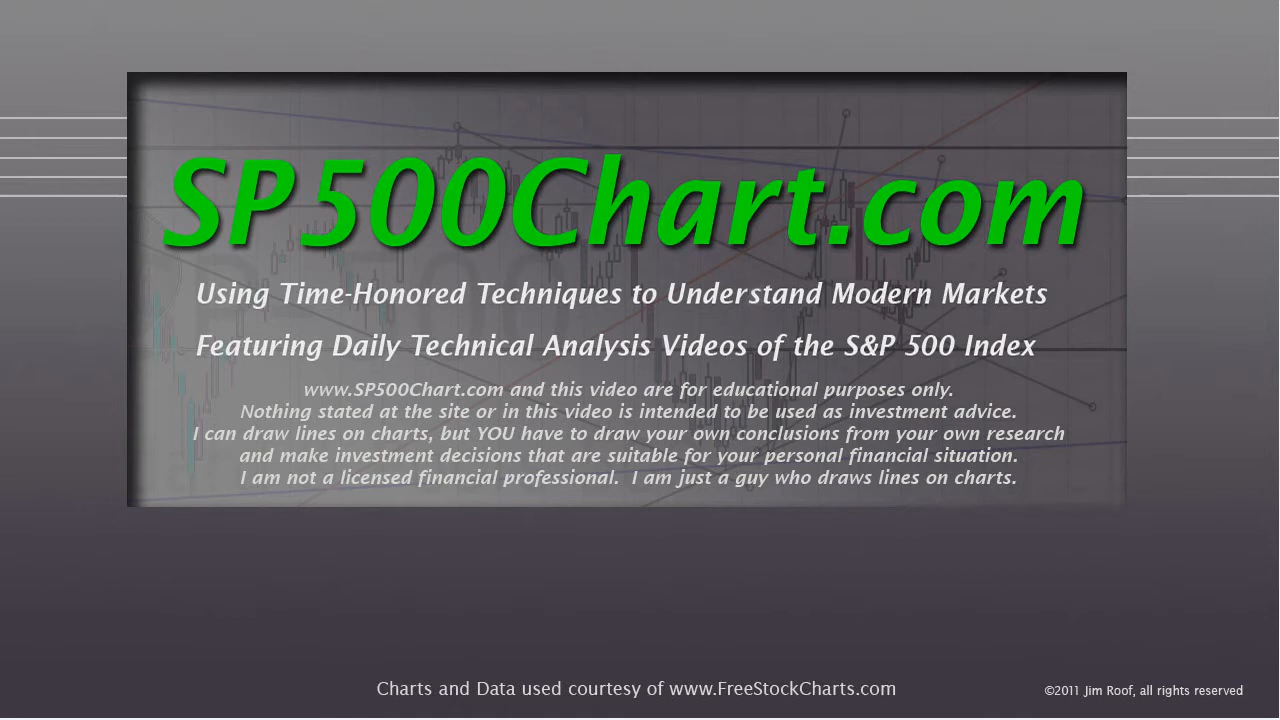 SP500Chart.com
Using Time-Honored Techniques to Understand Modern Markets
Featuring Daily Technical Analysis Videos of the S&P 500 Index
www.SP500Chart.com and this video are for educational purposes only.
Nothing stated at the site or in this video is intended to be used as investment advice.
I can draw lines on charts, but YOU have to draw your own conclusions from your own research
and make investment decisions that are suitable for your personal financial situation.
I am not a licensed financial professional.  I am just a guy who draws lines on charts.
Charts and Data used courtesy of www.FreeStockCharts.com
©2011 Jim Roof, all rights reserved